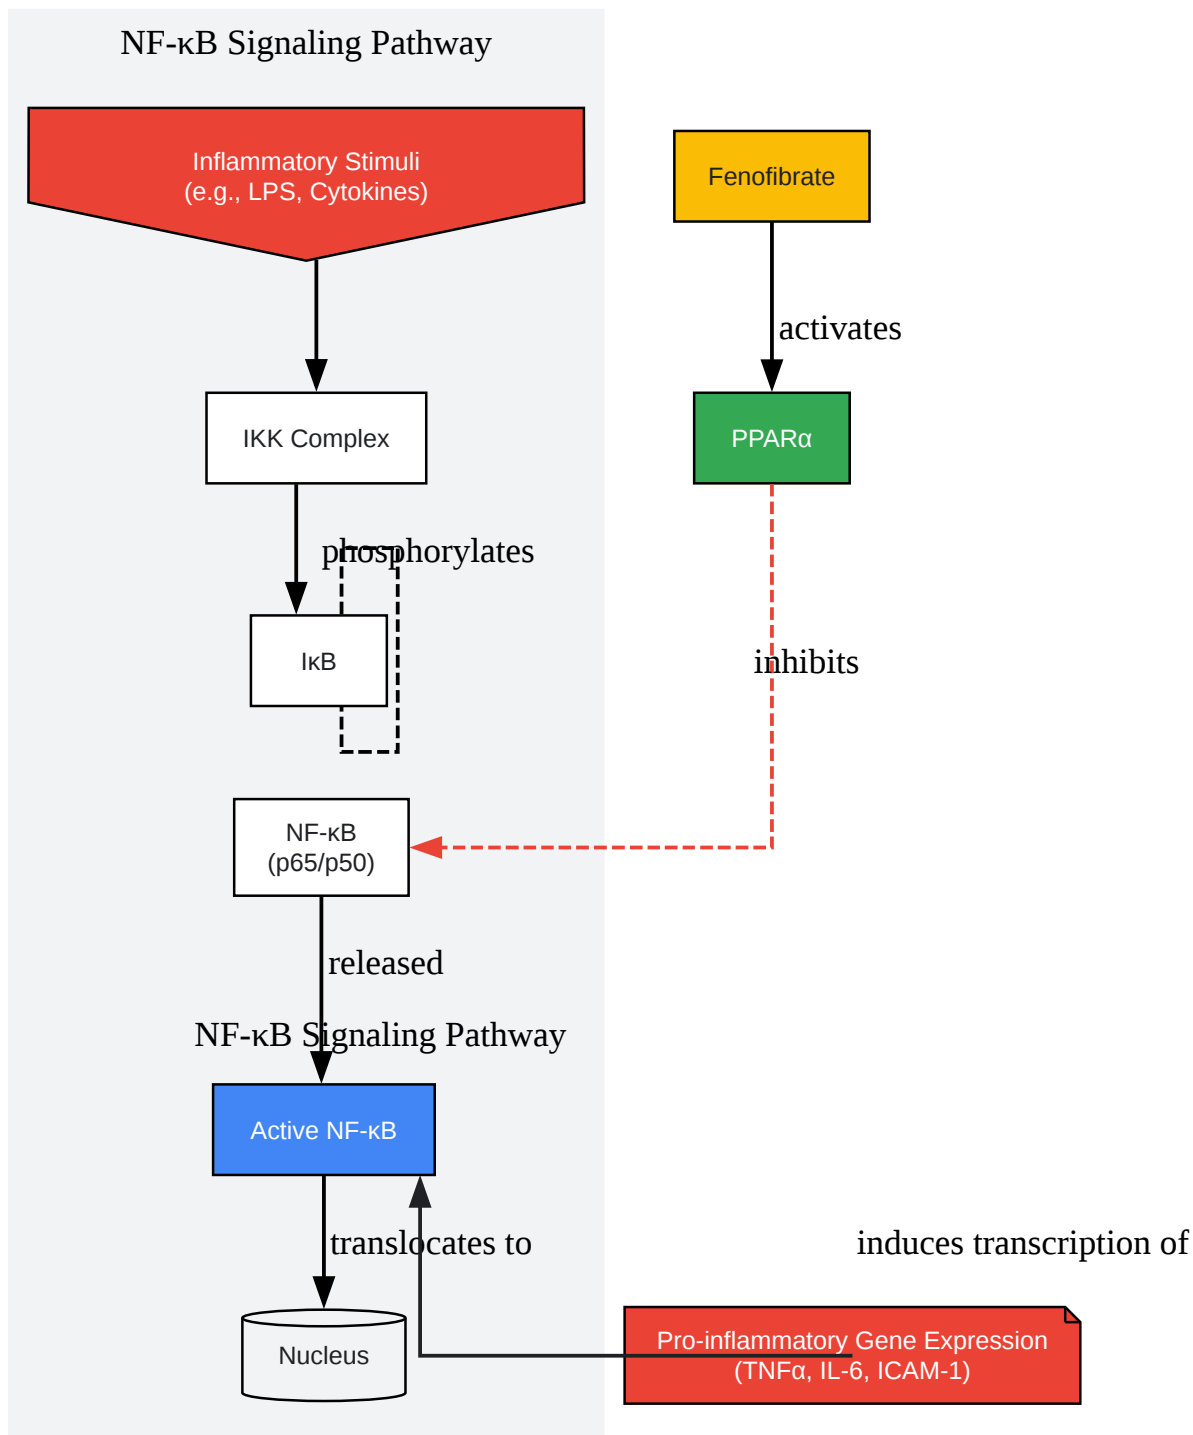 NF-κB Signaling Pathway
Inflammatory Stimuli
(e.g., LPS, Cytokines)
Fenofibrate
activates
IKK Complex
PPARα
phosphorylates
IκB
inhibits
NF-κB
(p65/p50)
released
NF-κB Signaling Pathway
Active NF-κB
translocates to
induces transcription of
Nucleus
Pro-inflammatory Gene Expression
(TNFα, IL-6, ICAM-1)